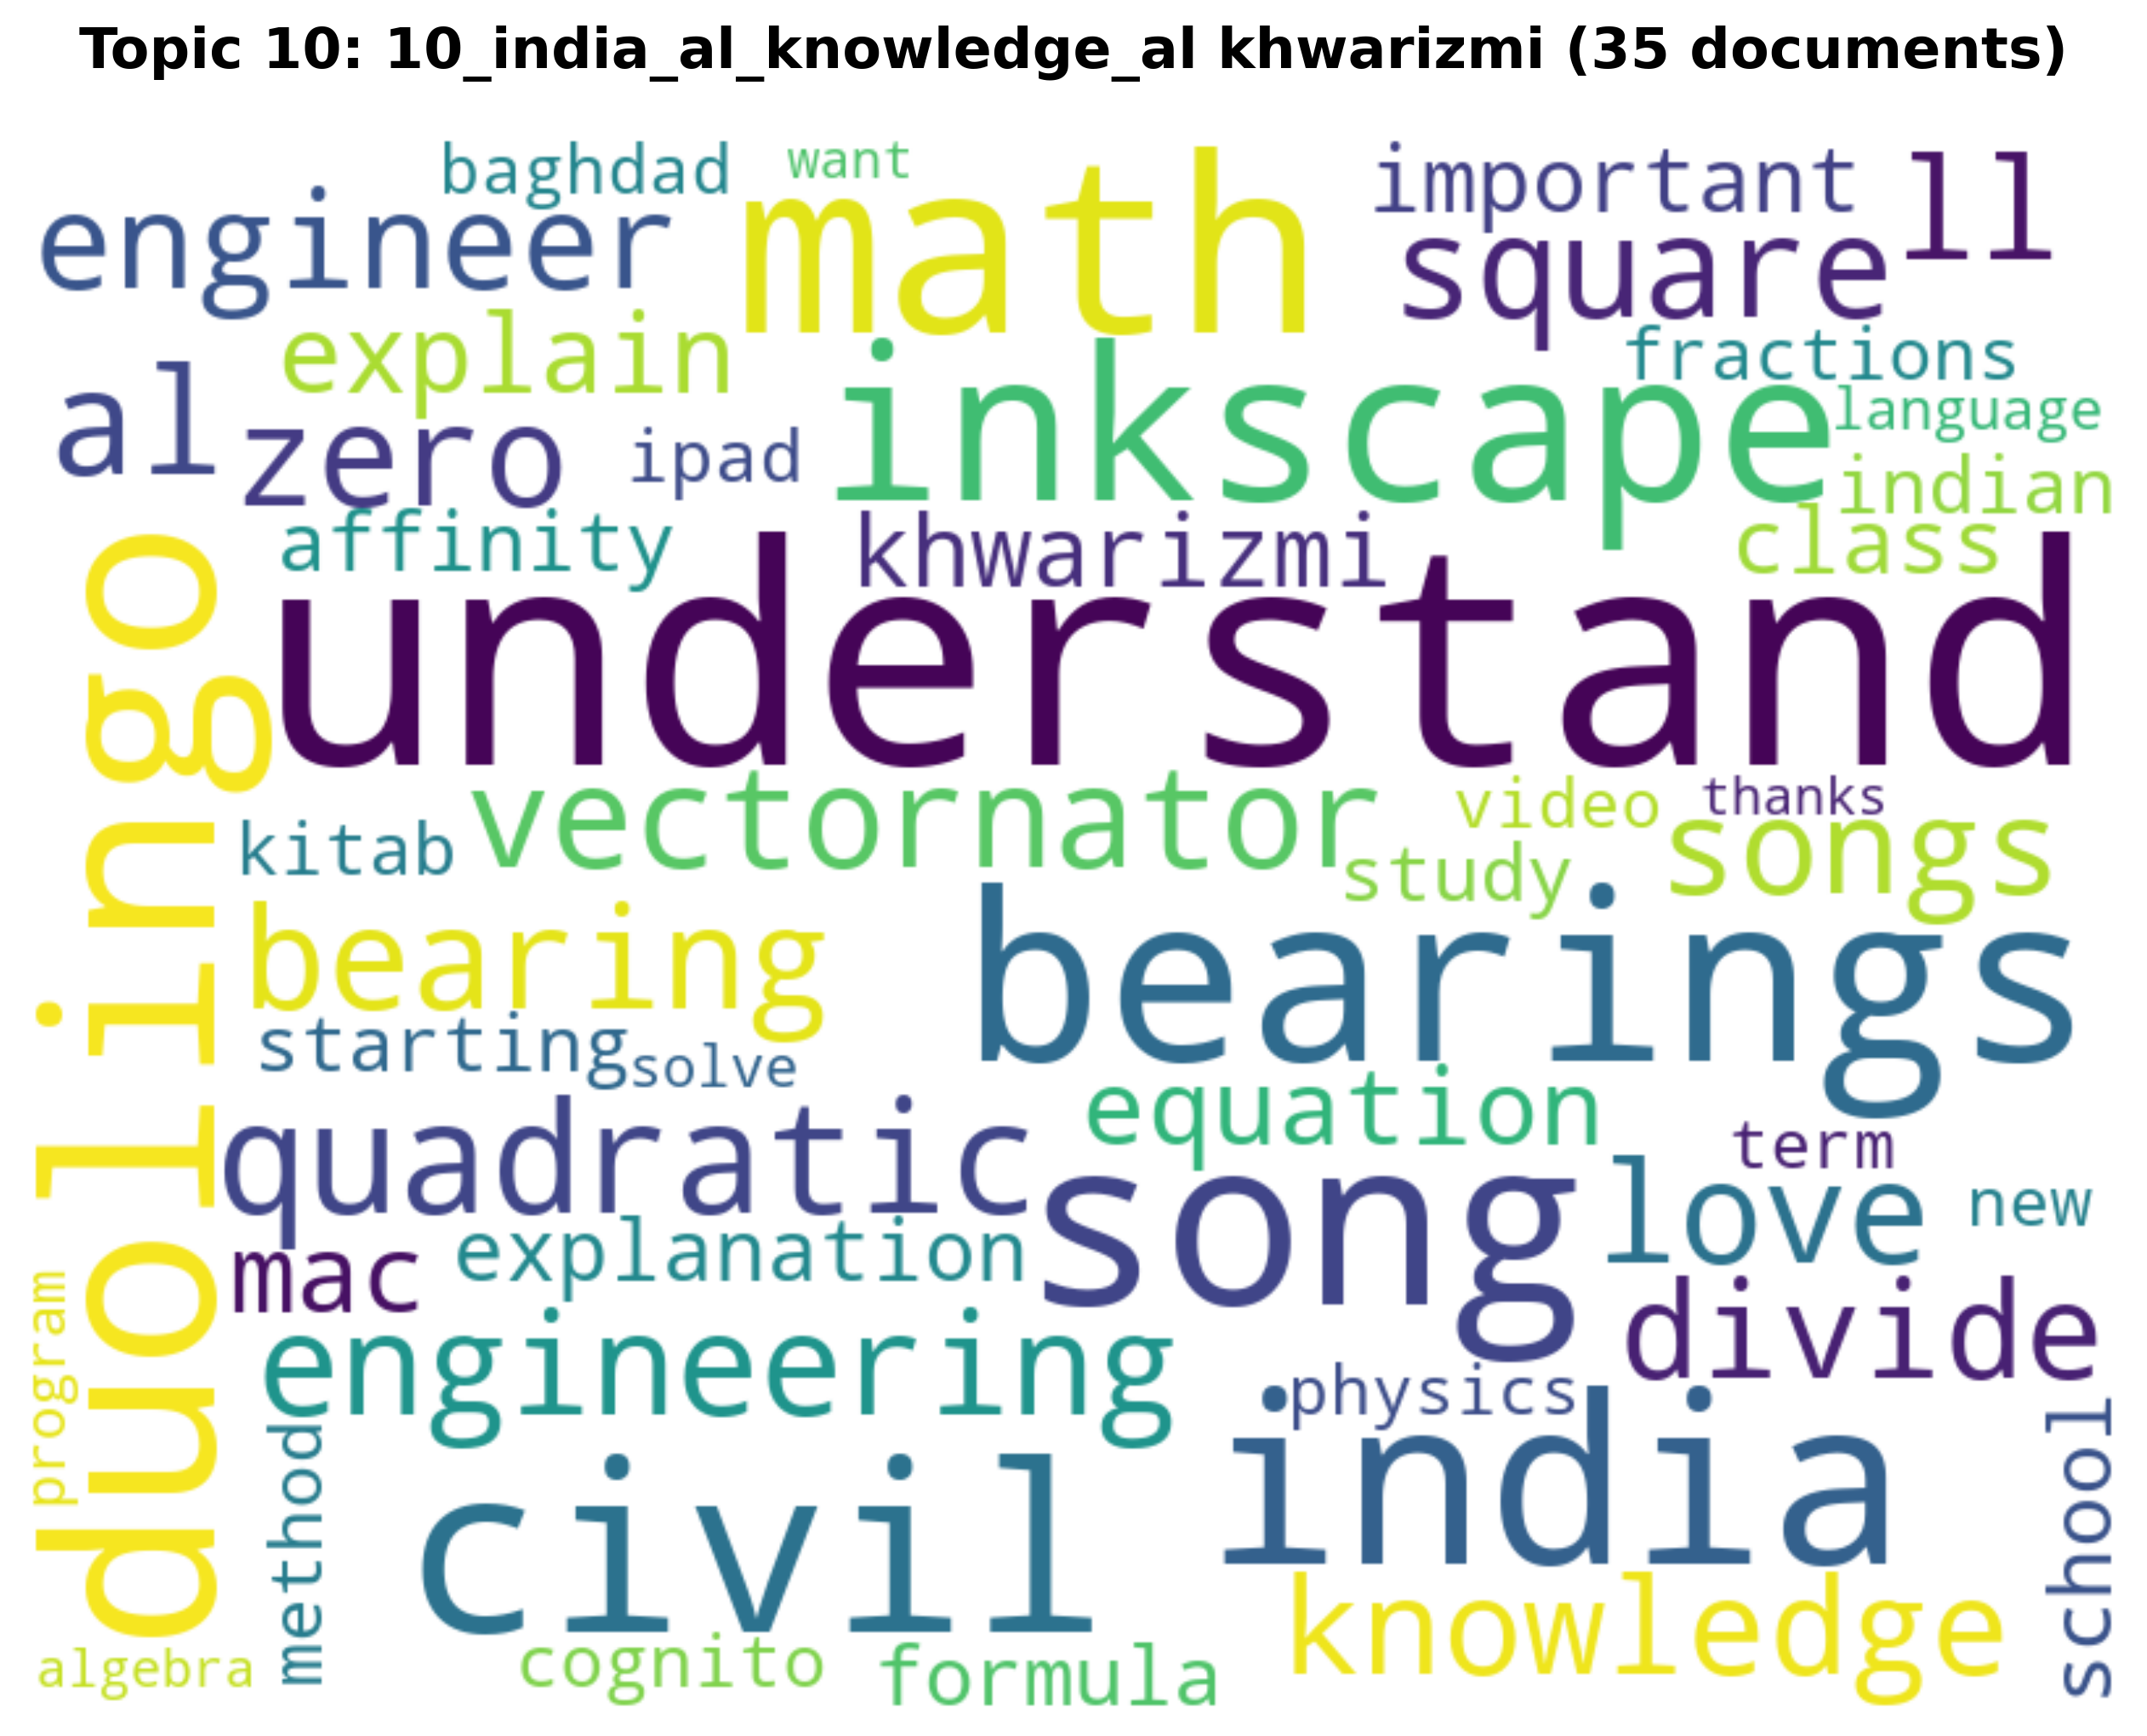 Topic 10: 10_india_al_knowledge_al khwarizmi (35 documents)
baghdad
want
important
ll
engineer
math
square
explain
fractions
al
inkscape
language
zero
ipad
indian
affinity
khwarizmi
class
understand
duolingo
vectornator
video
thanks
kitab
study
songs
bearing
bearings
starting
solve
equation
quadratic
term
song
love
new
mac
explanation
divide
program
engineering
physics
india
school
method
civil
knowledge
algebra
cognito
formula